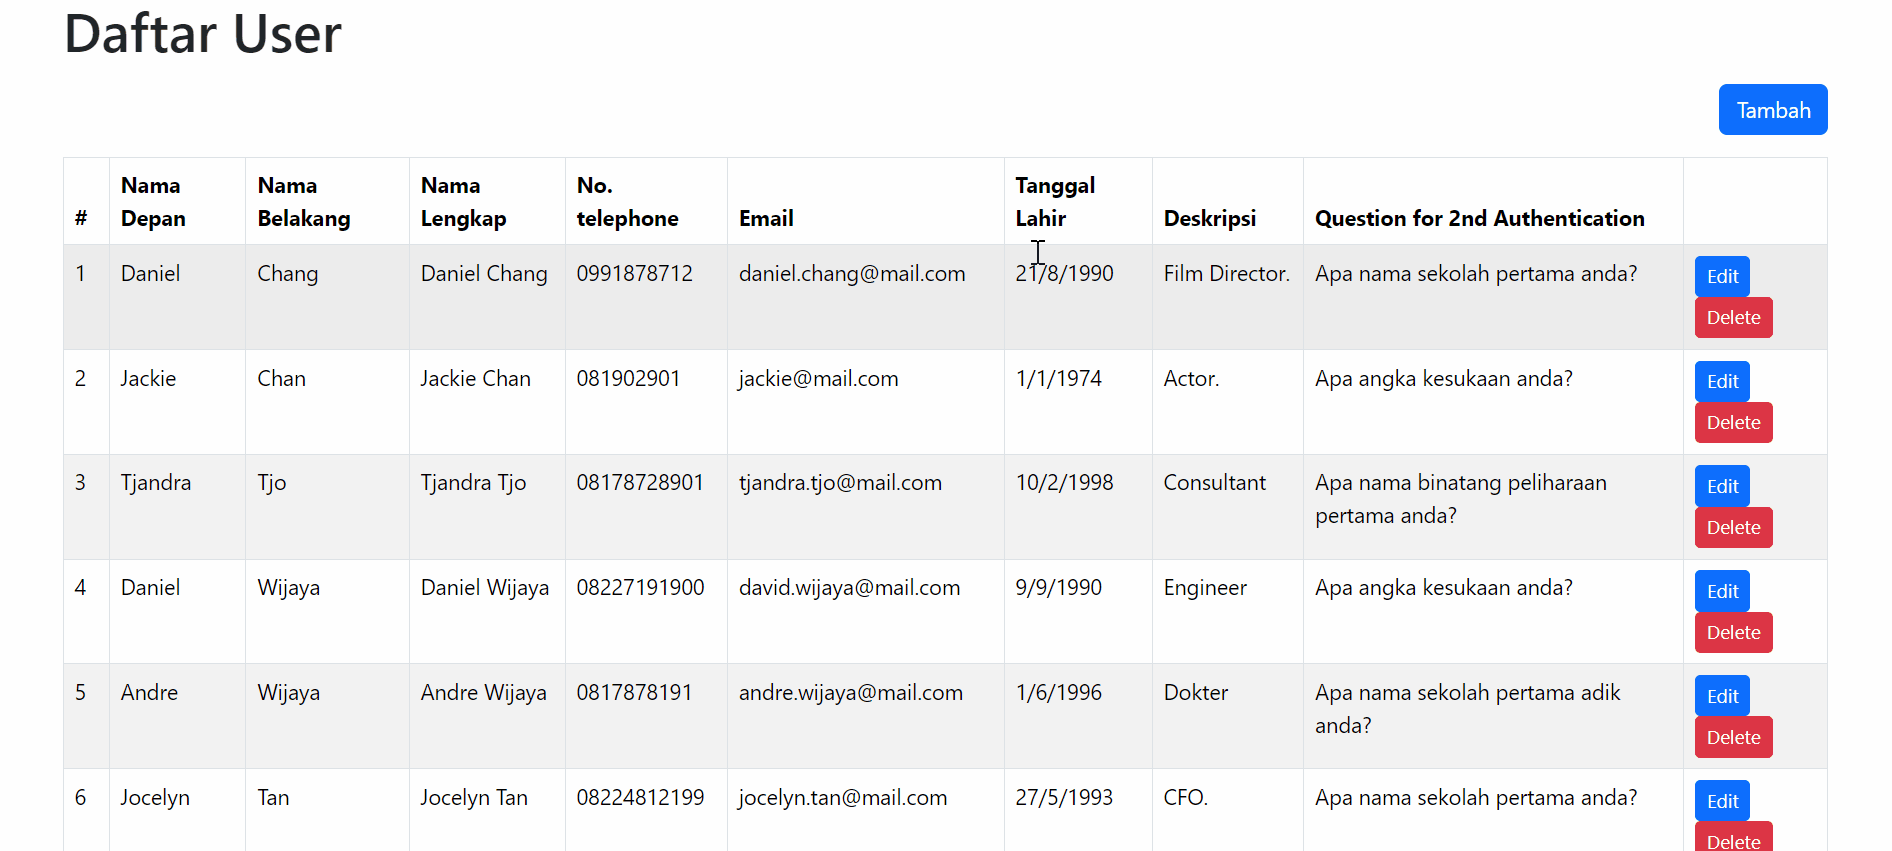 Daftar User
Tambah
# Nama Depan Nama Belakang Nama Lengkap No. telephone Email Tanggal Lahir Deskripsi Question for 2nd Authentication
1 Daniel Chang Daniel Chang 0991878712 daniel.chang@mail.com 21/8/1990 Film Director. Apa nama sekolah pertama anda? Edit
Delete
2 Jackie Chan Jackie Chan 081902901 jackie@mail.com 1/1/1974 Actor. Apa angka kesukaan anda? Edit
Delete
3 Tjandra Tjo Tjandra Tjo 08178728901 tjandra.tjo@mail.com 10/2/1998 Consultant Apa nama binatang peliharaan Edit
pertama anda? Delete
4 Daniel Wijaya Daniel Wijaya 08227191900 david.wijaya@mail.com 9/9/1990 Engineer Apa angka kesukaan anda? Edit
Delete
5 Andre Wijaya Andre Wijaya 0817878191 andre.wijaya@mail.com 1/6/1996 Dokter Apa nama sekolah pertama adik Edit
anda? Delete
6 Jocelyn Tan Jocelyn Tan 08224812199 jocelyn.tan@mail.com 27/5/1993 CFO. Apa nama sekolah pertama anda? Edit
Delete